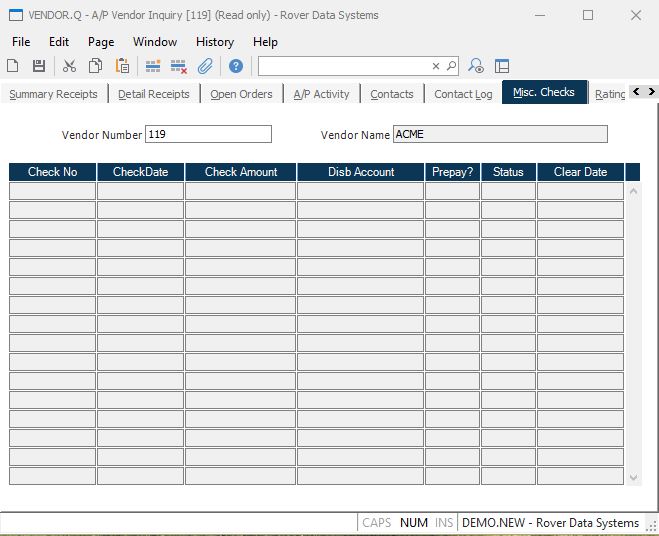 VENDOR.Q - A/P Vendor Inquiry [119] (Read only) - Rover Data Systems
File Edit Page Window History Help
Summary Receipts Detail Receipts Open Orders A/P Activity Contacts Contact Log Misc. Checks Rating
Vendor Number 119 Vendor Name ACME
Check No CheckDate Check Amount Disb Account Prepay? Status Clear Date
CAPS NUM INS DEMO.NEW - Rover Data Systems